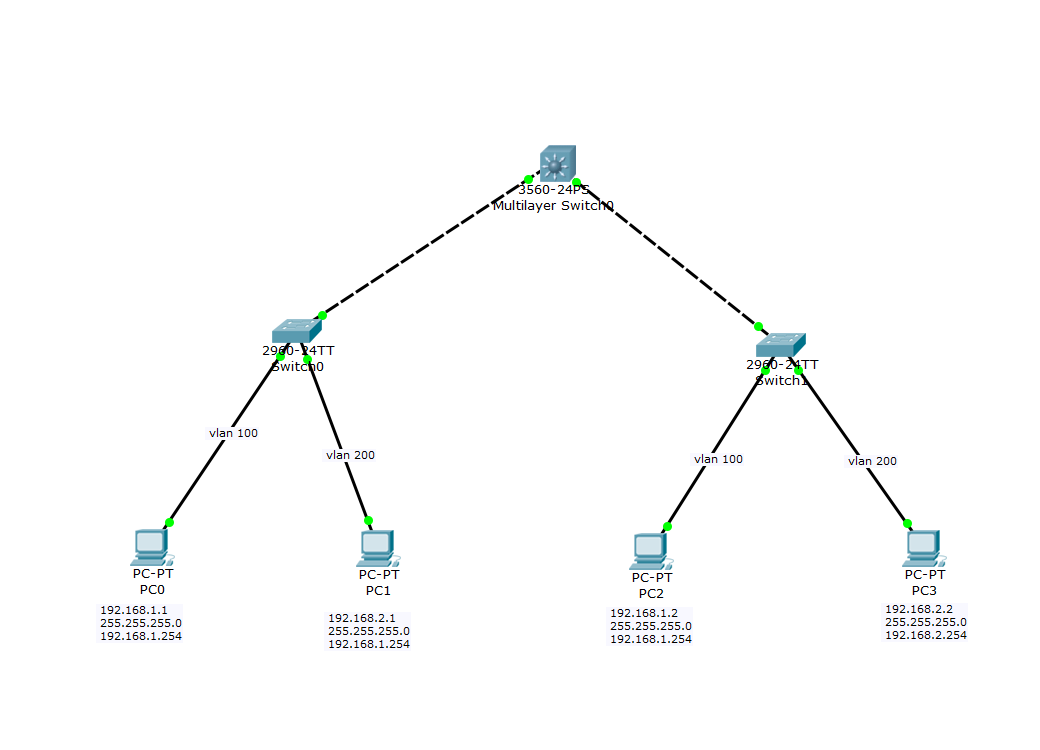 3560-24PS
Multilayer Switch0
2960-24TT
Switch0
2960-24TT
Switch1
vlan 100
vlan 200
vlan 100
vlan 200
PC-PT
PC0
PC-PT
PC1
PC-PT
PC2
PC-PT
PC3
192.168.1.1
255.255.255.0
192.168.1.254
192.168.2.1
255.255.255.0
192.168.1.254
192.168.1.2
255.255.255.0
192.168.1.254
192.168.2.2
255.255.255.0
192.168.2.254